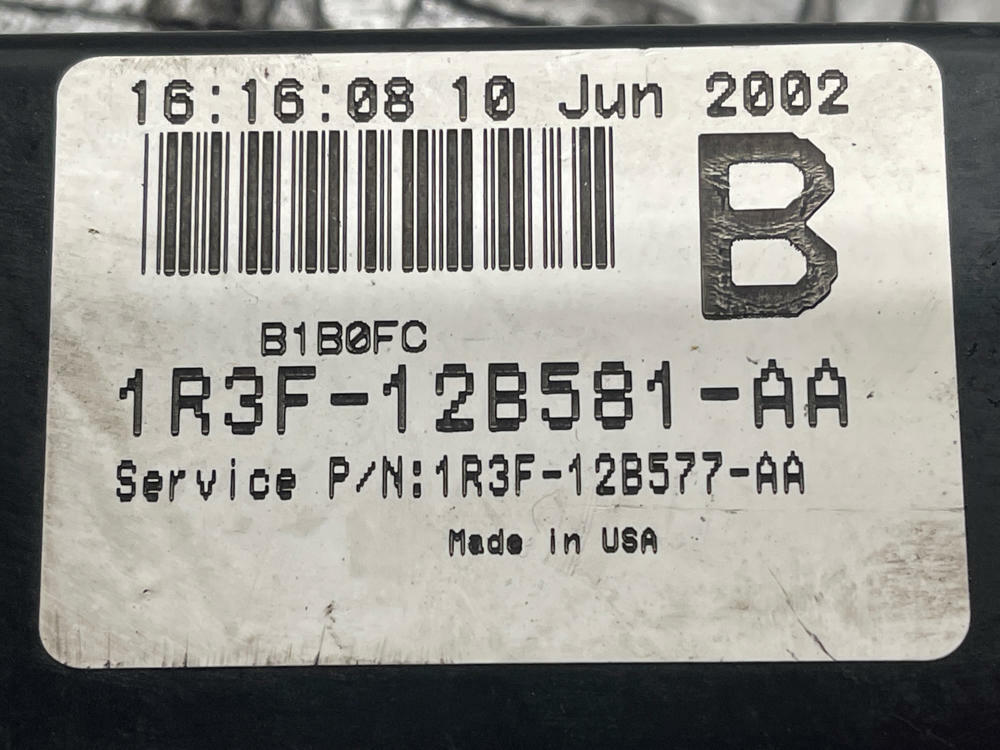 16:16:08 10 Jun 2002
B
B1B0FC
1R3F-12B581-AA
Service P/N:1R3F-12B577-AA
Made in USA